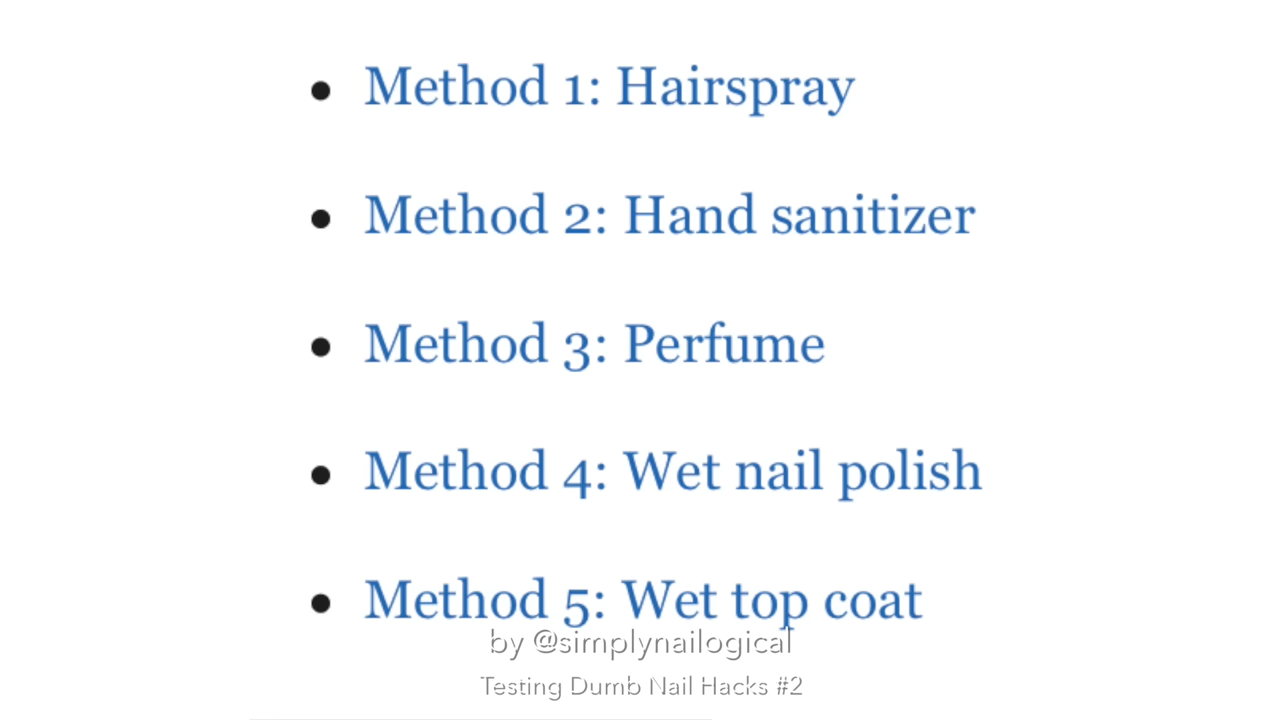 • Method 1: Hairspray
• Method 2: Hand sanitizer
• Method 3: Perfume
• Method 4: Wet nail polish
• Method 5: Wet top coat
by @simplynailogical
Testing Dumb Nail Hacks #2